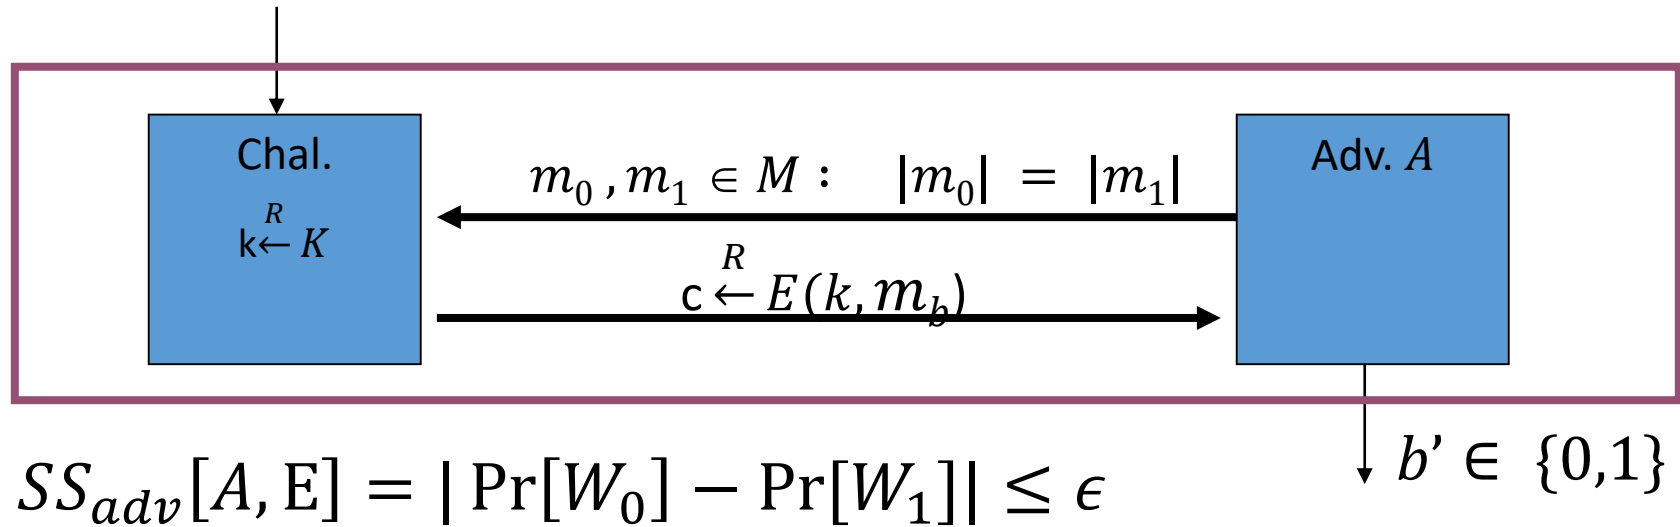 Chal.
k ←ᴿ K
m₀ , m₁ ∈ M : |m₀| = |m₁|
c ←ᴿ E(k, m_b)
Adv. A
b’ ∈ {0,1}
SS_adv[A, E] = | Pr[W₀] − Pr[W₁]| ≤ ϵ